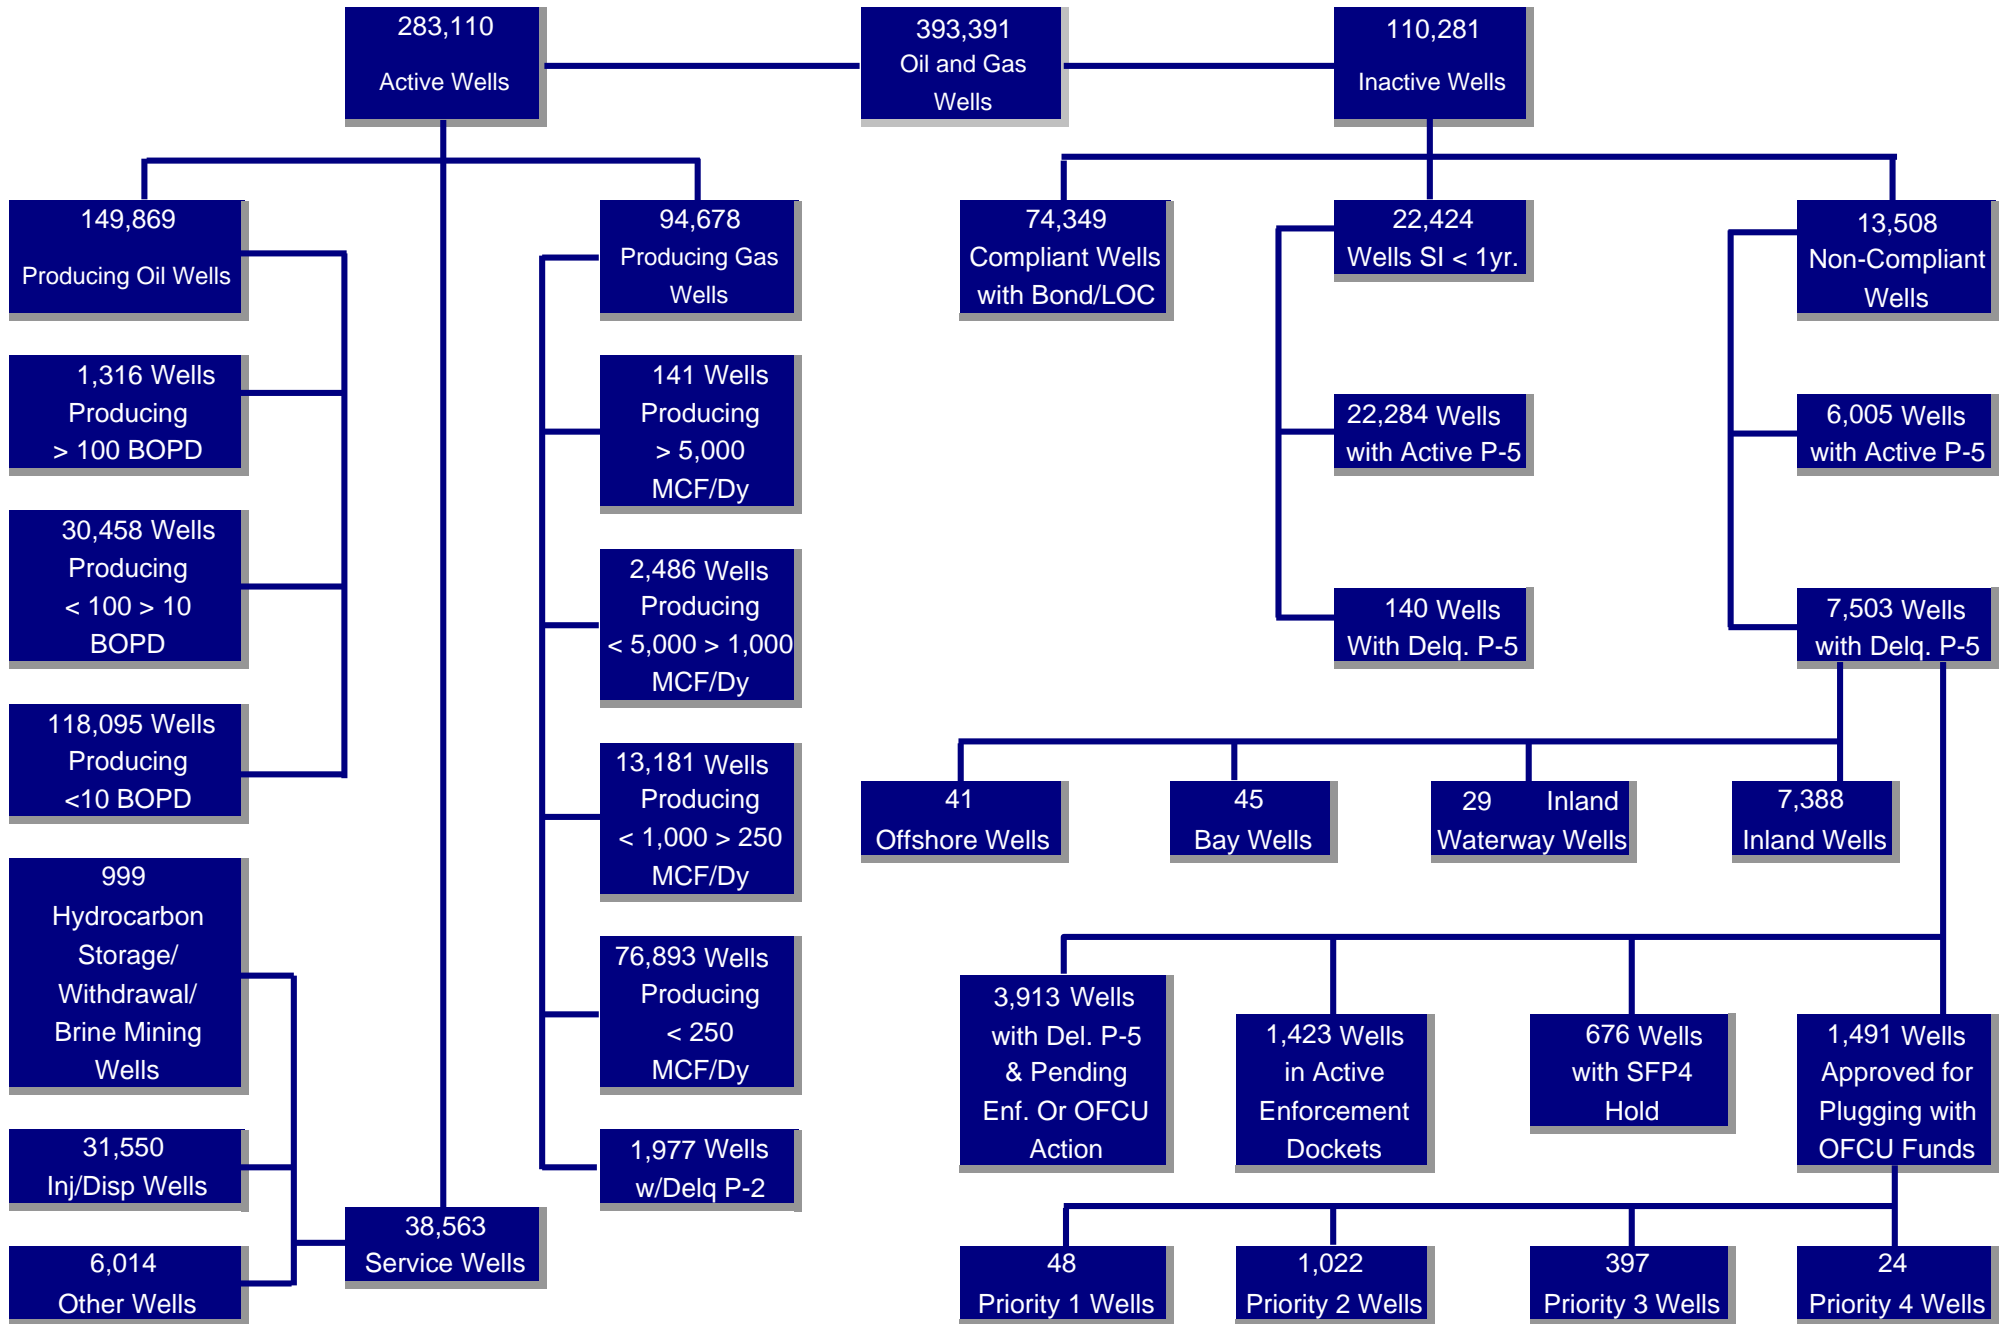 283,110
Active Wells
393,391
Oil and Gas
Wells
110,281
Inactive Wells
149,869
Producing Oil Wells
94,678
Producing Gas
Wells
74,349
Compliant Wells
with Bond/LOC
22,424
Wells SI < 1yr.
13,508
Non-Compliant
Wells
1,316 Wells
Producing
> 100 BOPD
141 Wells
Producing
> 5,000
MCF/Dy
22,284 Wells
with Active P-5
6,005 Wells
with Active P-5
30,458 Wells
Producing
< 100 > 10
BOPD
2,486 Wells
Producing
< 5,000 > 1,000
MCF/Dy
140 Wells
With Delq. P-5
7,503 Wells
with Delq. P-5
118,095 Wells
Producing
<10 BOPD
13,181 Wells
Producing
< 1,000 > 250
MCF/Dy
41
Offshore Wells
45
Bay Wells
29 Inland
Waterway Wells
7,388
Inland Wells
999
Hydrocarbon
Storage/
Withdrawal/
Brine Mining
Wells
76,893 Wells
Producing
< 250
MCF/Dy
3,913 Wells
with Del. P-5
& Pending
Enf. Or OFCU
Action
1,423 Wells
in Active
Enforcement
Dockets
676 Wells
with SFP4
Hold
1,491 Wells
Approved for
Plugging with
OFCU Funds
31,550
Inj/Disp Wells
1,977 Wells
w/Delq P-2
38,563
Service Wells
6,014
Other Wells
48
Priority 1 Wells
1,022
Priority 2 Wells
397
Priority 3 Wells
24
Priority 4 Wells